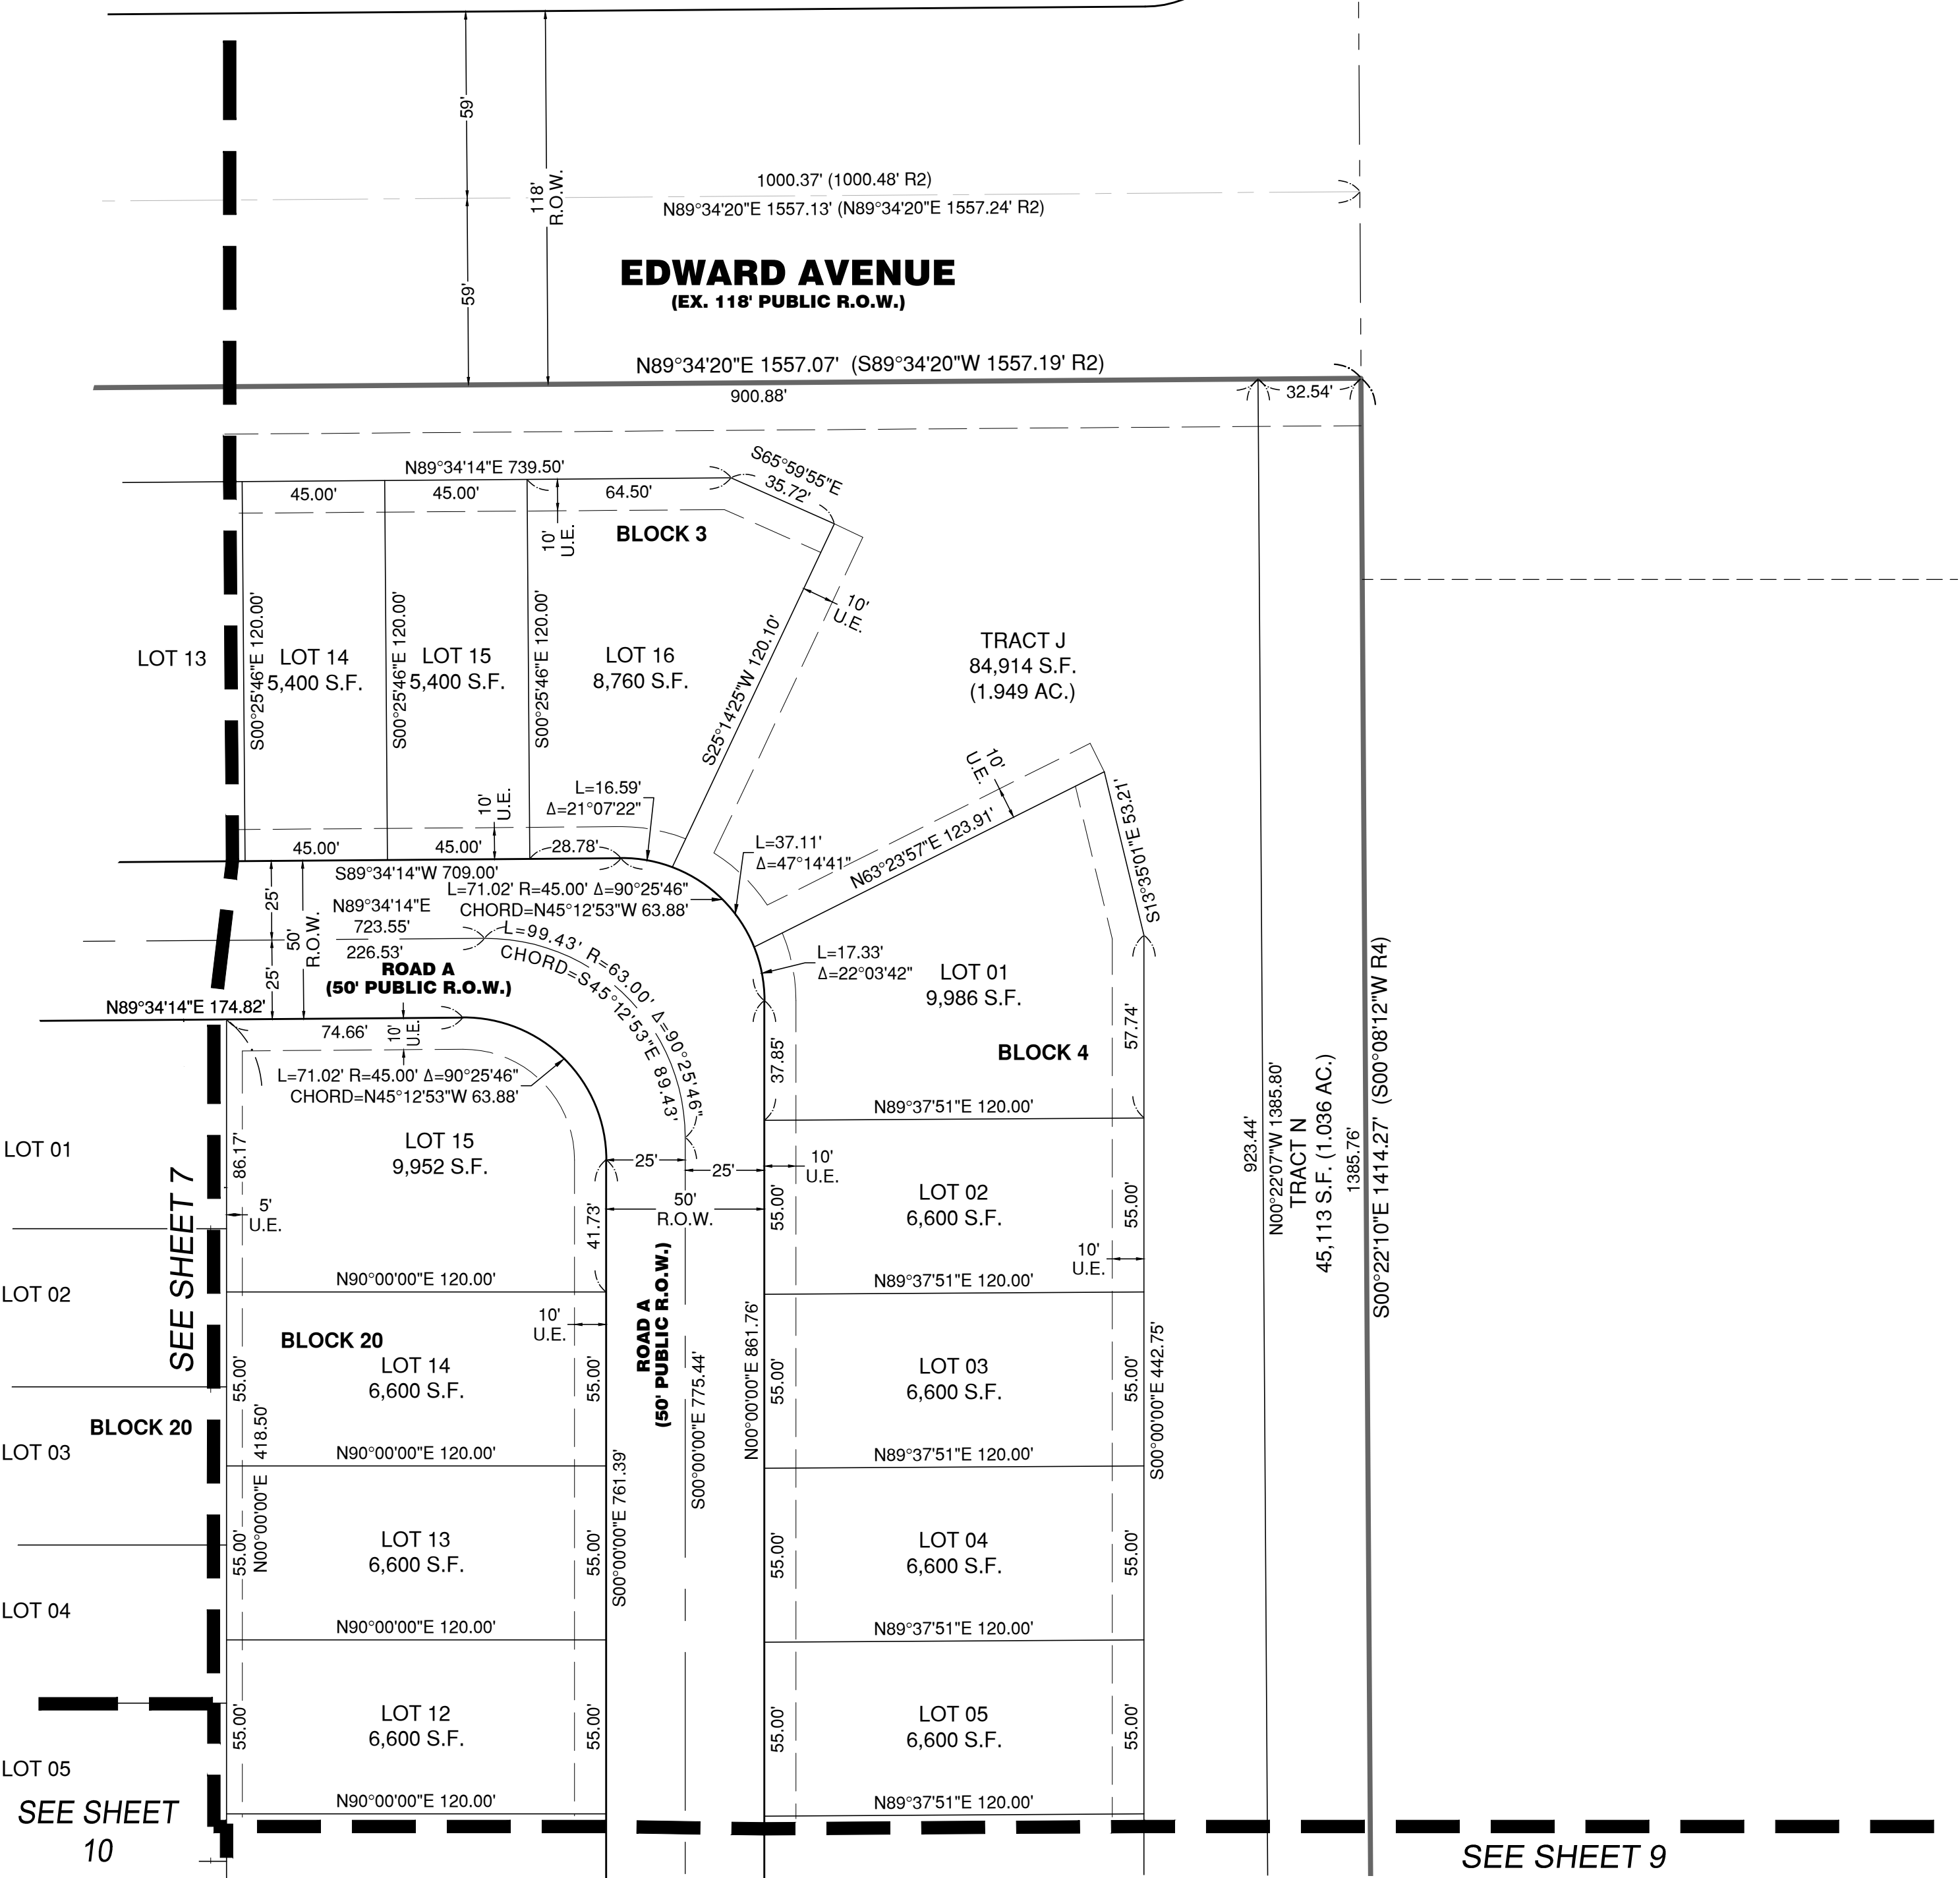 59'
118'
R.O.W.
1000.37' (1000.48' R2)
N89°34'20"E 1557.13' (N89°34'20"E 1557.24' R2)
59'
EDWARD AVENUE
(EX. 118' PUBLIC R.O.W.)
N89°34'20"E 1557.07' (S89°34'20"W 1557.19' R2)
900.88'
32.54'
N89°34'14"E 739.50'
45.00'
45.00'
64.50'
S65°59'55"E
35.72'
10'
U.E.
BLOCK 3
LOT 13
S00°25'46"E 120.00'
LOT 14
5,400 S.F.
S00°25'46"E 120.00'
LOT 15
5,400 S.F.
S00°25'46"E 120.00'
LOT 16
8,760 S.F.
S25°14'25"W 120.10'
10'
U.E.
TRACT J
84,914 S.F.
(1.949 AC.)
10'
U.E.
L=16.59'
Δ=21°07'22"
10'
U.E.
45.00'
45.00'
28.78'
L=37.11'
Δ=47°14'41"
N63°23'57"E 123.91'
S13°35'01"E 53.21'
S89°34'14"W 709.00'
L=71.02' R=45.00' Δ=90°25'46"
CHORD=N45°12'53"W 63.88'
25'
50'
R.O.W.
25'
N89°34'14"E
723.55'
226.53'
L=99.43' R=63.00' Δ=90°25'46"
CHORD=S45°12'53"E 89.43'
ROAD A
(50' PUBLIC R.O.W.)
L=17.33'
Δ=22°03'42"
LOT 01
9,986 S.F.
N89°34'14"E 174.82'
74.66'
10'
U.E.
37.85'
57.74'
BLOCK 4
L=71.02' R=45.00' Δ=90°25'46"
CHORD=N45°12'53"W 63.88'
N89°37'51"E 120.00'
LOT 01
86.17'
LOT 15
9,952 S.F.
25'
25'
10'
U.E.
5'
U.E.
41.73'
50'
R.O.W.
55.00'
LOT 02
6,600 S.F.
55.00'
10'
U.E.
923.44'
N00°22'07"W 1385.80'
TRACT N
45,113 S.F. (1.036 AC.)
1385.76'
S00°22'10"E 1414.27' (S00°08'12"W R4)
SEE SHEET 7
LOT 02
N90°00'00"E 120.00'
N89°37'51"E 120.00'
BLOCK 20
10'
U.E.
ROAD A
(50' PUBLIC R.O.W.)
55.00'
LOT 14
6,600 S.F.
55.00'
S00°00'00"E 775.44'
N00°00'00"E 861.76'
55.00'
LOT 03
6,600 S.F.
55.00'
S00°00'00"E 442.75'
BLOCK 20
LOT 03
N00°00'00"E 418.50'
N90°00'00"E 120.00'
N89°37'51"E 120.00'
55.00'
LOT 13
6,600 S.F.
55.00'
S00°00'00"E 761.39'
55.00'
LOT 04
6,600 S.F.
55.00'
LOT 04
N90°00'00"E 120.00'
N89°37'51"E 120.00'
55.00'
LOT 12
6,600 S.F.
55.00'
55.00'
LOT 05
6,600 S.F.
55.00'
LOT 05
N90°00'00"E 120.00'
N89°37'51"E 120.00'
SEE SHEET
10
SEE SHEET 9